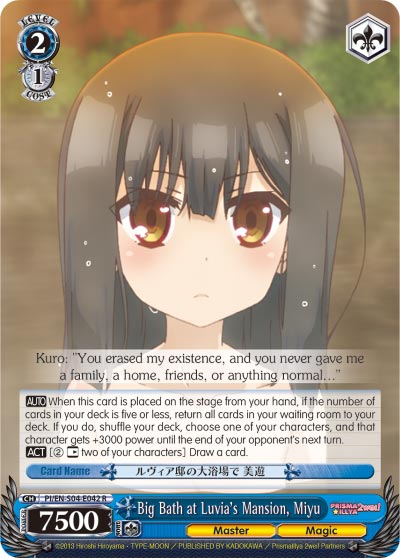 LEVEL
2
1
COST
Kuro: "You erased my existence, and you never gave me
a family, a home, friends, or anything normal..."
AUTO When this card is placed on the stage from your hand, if the number of
cards in your deck is five or less, return all cards in your waiting room to your
deck. If you do, shuffle your deck, choose one of your characters, and that
character gets +3000 power until the end of your opponent's next turn.
ACT [② two of your characters] Draw a card.
Card Name ルヴィア邸の大浴場で 美遊
CH PI/EN-S04-E042 R
Big Bath at Luvia's Mansion, Miyu
PRISMA ILLYA 2wei!
7500
Master Magic
©2013 Hiroshi Hiroyama・TYPE-MOON / PUBLISHED BY KADOKAWA / Prismaillya 2wei! Partners